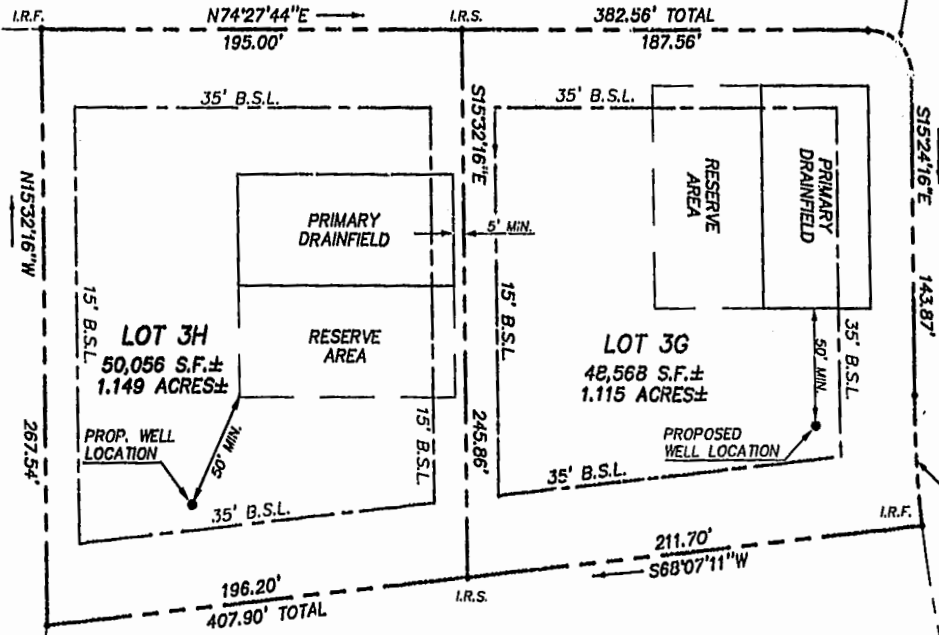 I.R.F.
N74°27'44"E
195.00'
I.R.S.
382.56' TOTAL
187.56'
35' B.S.L.
35' B.S.L.
S15°32'16"E
S15°24'16"E
N15°32'16"W
PRIMARY
DRAINFIELD
5' MIN.
RESERVE
AREA
PRIMARY
DRAINFIELD
15' B.S.L.
LOT 3H
50,056 S.F.±
1.149 ACRES±
RESERVE
AREA
15' B.S.L.
LOT 3G
48,568 S.F.±
1.115 ACRES±
50' MIN.
35' B.S.L.
143.87'
267.54'
PROP. WELL
LOCATION
50' MIN.
15' B.S.L.
245.86'
PROPOSED
WELL LOCATION
35' B.S.L.
35' B.S.L.
I.R.F.
211.70'
S68°07'11"W
196.20'
407.90' TOTAL
I.R.S.